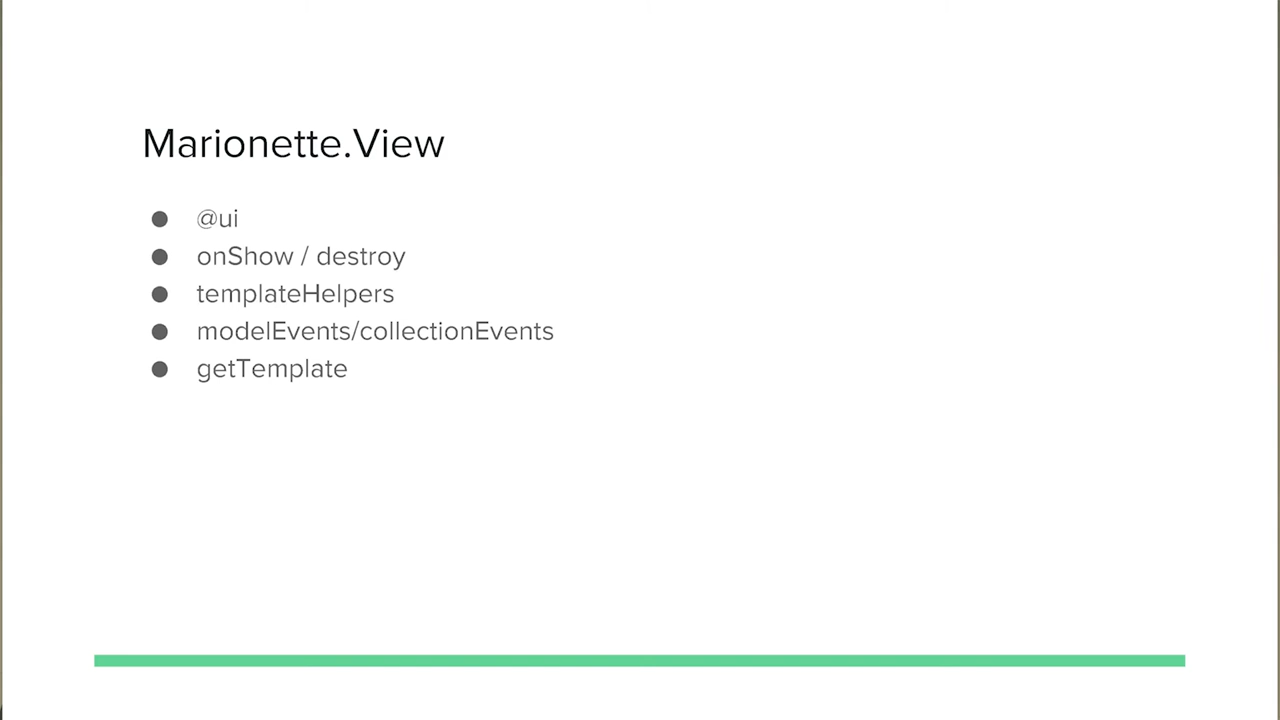 Marionette.View
● @ui
● onShow / destroy
● templateHelpers
● modelEvents/collectionEvents
● getTemplate